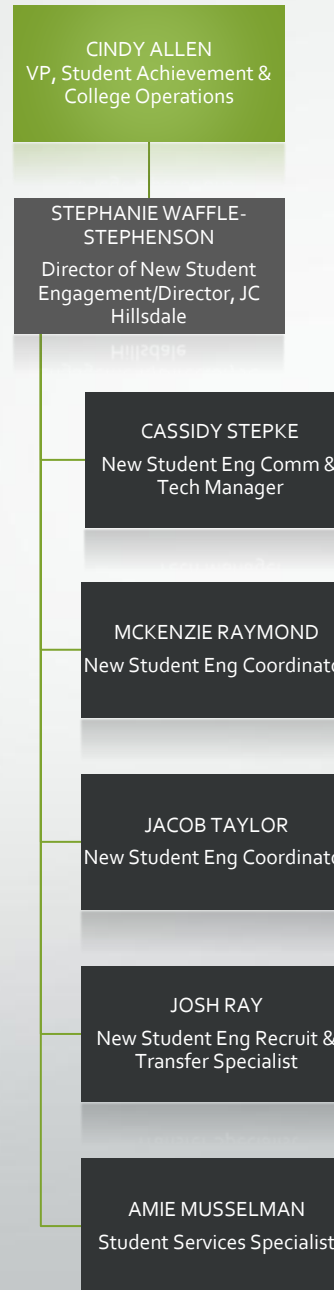 CINDY ALLEN
VP, Student Achievement &
College Operations
STEPHANIE WAFFLE-
STEPHENSON
Director of New Student
Engagement/Director, JC
Hillsdale
CASSIDY STEPKE
New Student Eng Comm &
Tech Manager
MCKENZIE RAYMOND
New Student Eng Coordinato
JACOB TAYLOR
New Student Eng Coordinato
JOSH RAY
New Student Eng Recruit &
Transfer Specialist
AMIE MUSSELMAN
Student Services Specialist